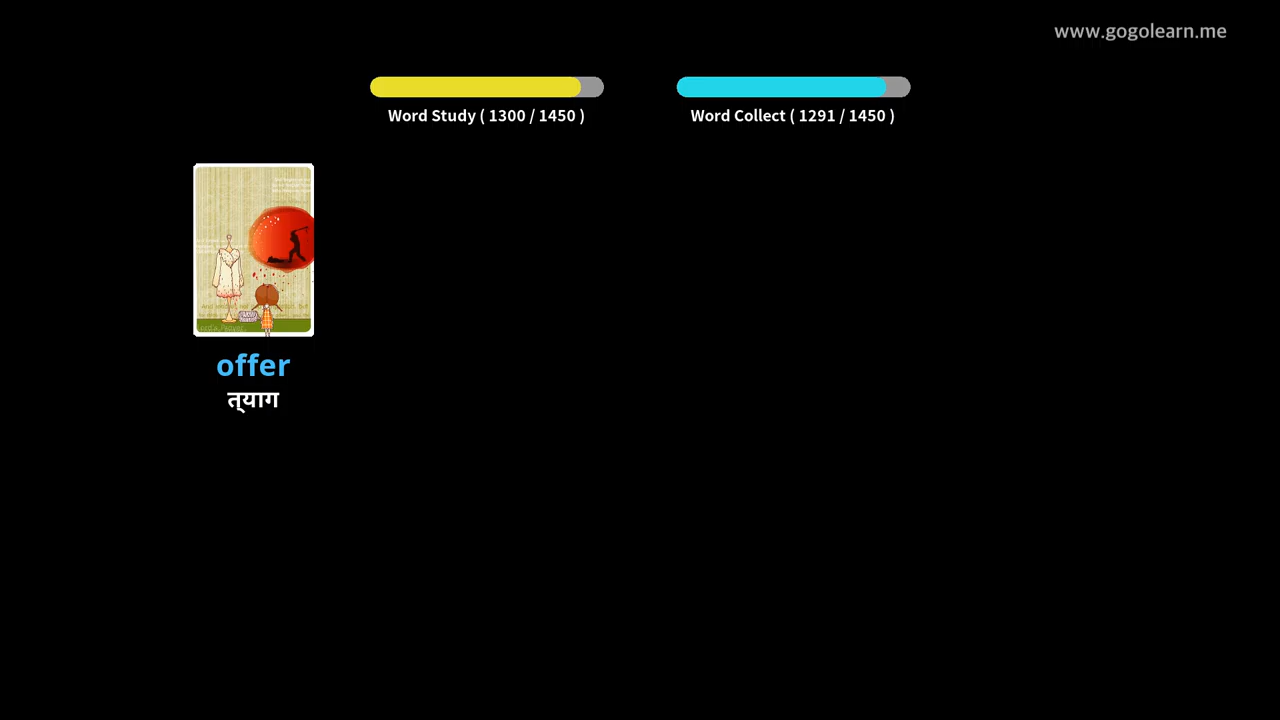 www.gogolearn.me
Word Study ( 1300 / 1450 )
Word Collect ( 1291 / 1450 )
offer
त्याग